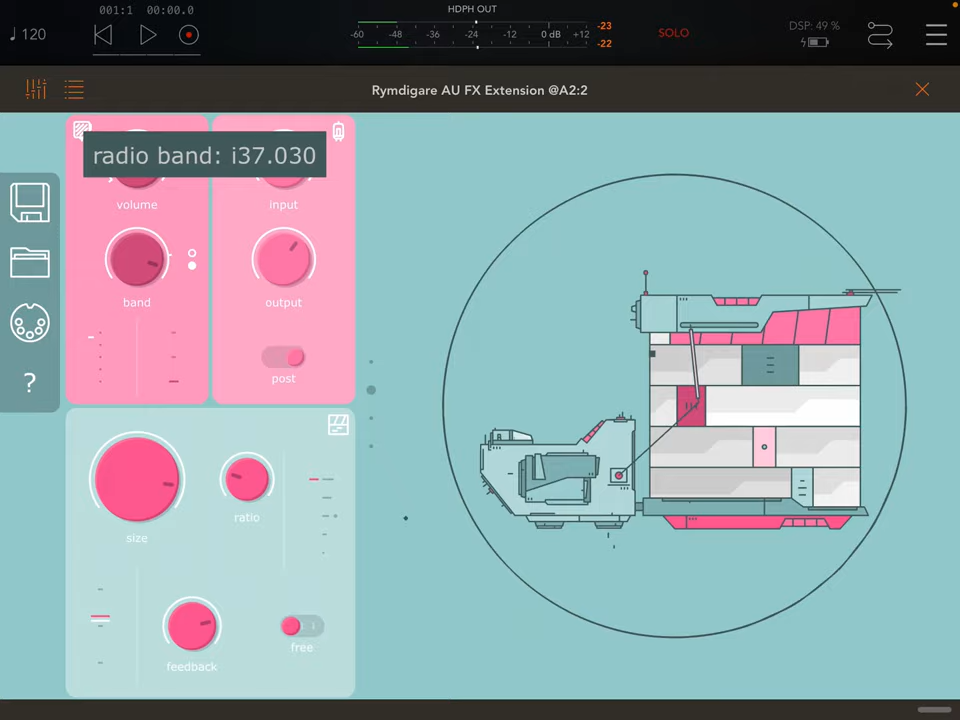 HDPH OUT
001:1 00:00.0
♩ 120
-60 -48 -36 -24 -12 0 dB +12
-23
-22
SOLO
DSP: 49 %
Rymdigare AU FX Extension @A2:2
radio band: i37.030
volume
input
band
output
post
?
size
ratio
feedback
free